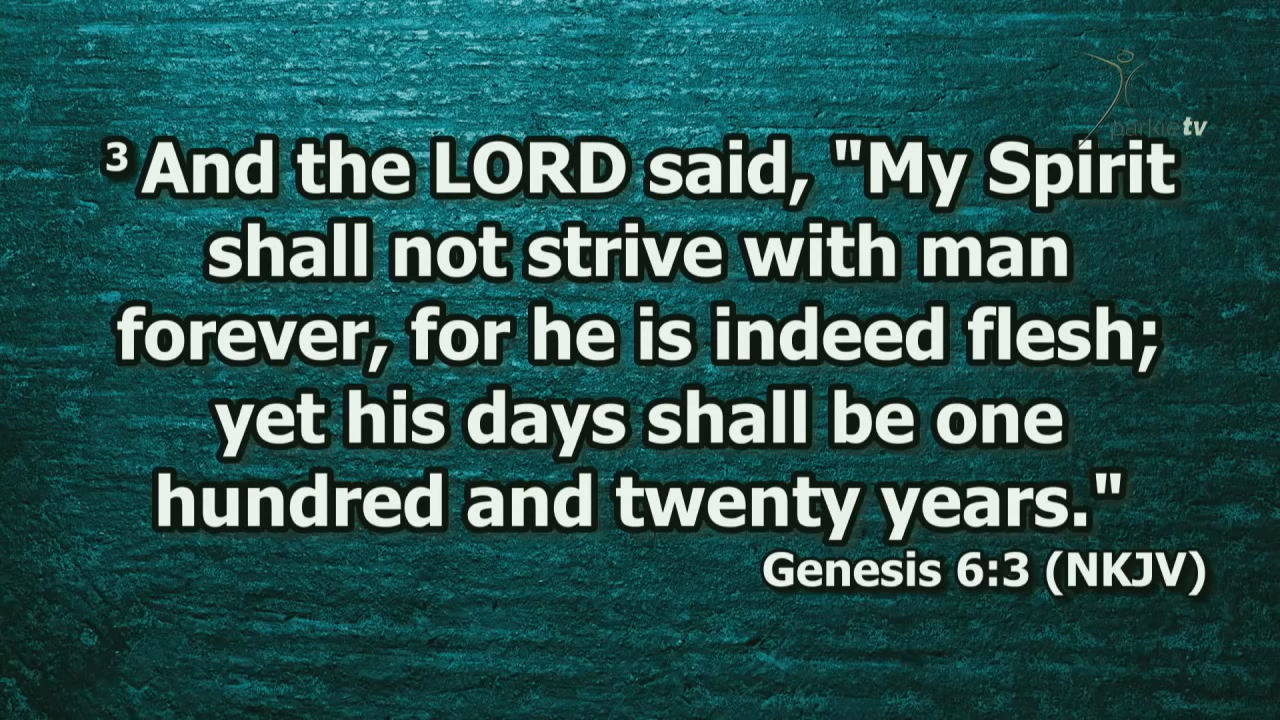 parkle tv
³ And the LORD said, "My Spirit
shall not strive with man
forever, for he is indeed flesh;
yet his days shall be one
hundred and twenty years."
Genesis 6:3 (NKJV)